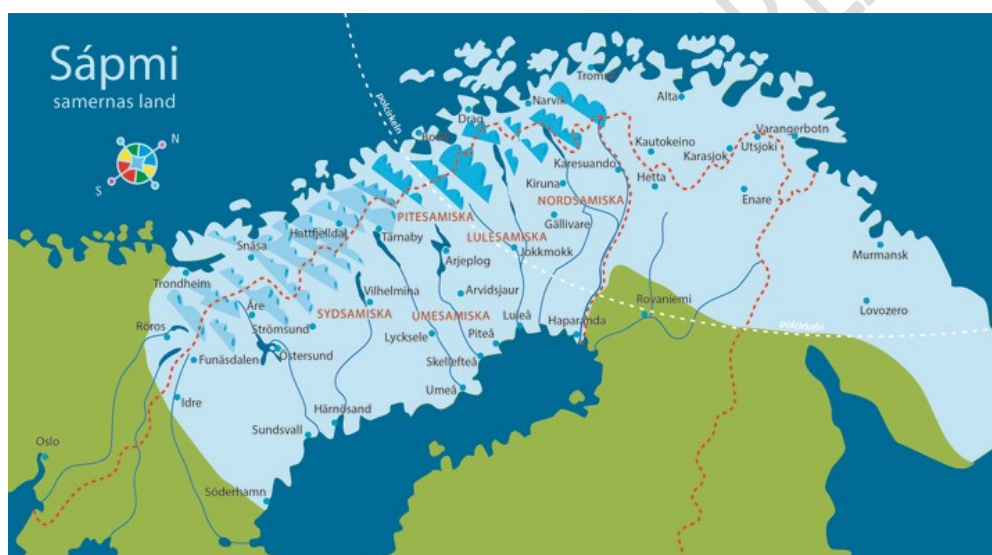 Sápmi
samernas land
N
S
polcirkeln
Tromsø
Alta
Narvik
Drag
Bodø
Varangerbotn
Utsjoki
Kautokeino
Karasjok
Karesuando
Hetta
Enare
Kiruna
NORDSAMISKA
PITESAMISKA
Gällivare
Hattfjelldal
Tärnaby
LULESAMISKA
Jokkmokk
Snåsa
Arjeplog
Murmansk
Trondheim
Vilhelmina
Arvidsjaur
Rovaniemi
Lovozero
Åre
SYDSAMISKA
UMESAMISKA
Luleå
Haparanda
polcirkeln
Röros
Strömsund
Lycksele
Piteå
Funäsdalen
Östersund
Skellefteå
Umeå
Idre
Härnösand
Sundsvall
Oslo
Söderhamn